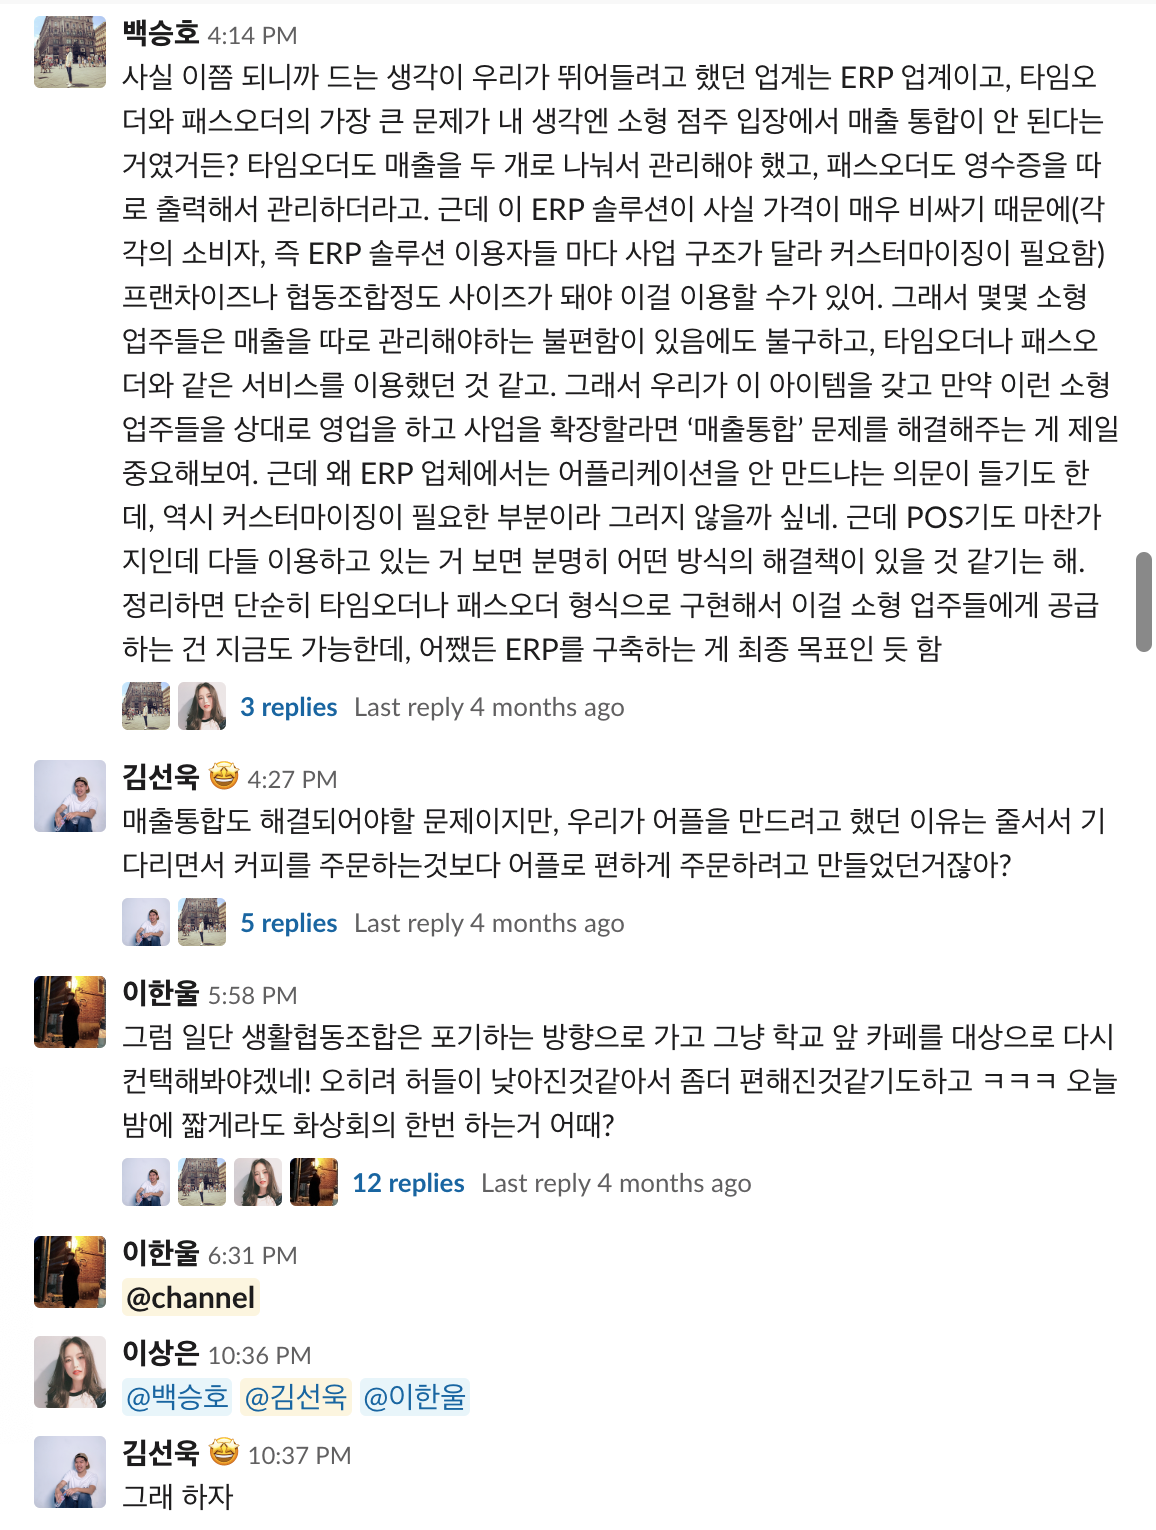 백승호 4:14 PM
사실 이쯤 되니까 드는 생각이 우리가 뛰어들려고 했던 업계는 ERP 업계이고, 타임오
더와 패스오더의 가장 큰 문제가 내 생각엔 소형 점주 입장에서 매출 통합이 안 된다는
거였거든? 타임오더도 매출을 두 개로 나눠서 관리해야 했고, 패스오더도 영수증을 따
로 출력해서 관리하더라고. 근데 이 ERP 솔루션이 사실 가격이 매우 비싸기 때문에(각
각의 소비자, 즉 ERP 솔루션 이용자들 마다 사업 구조가 달라 커스터마이징이 필요함)
프랜차이즈나 협동조합정도 사이즈가 돼야 이걸 이용할 수가 있어. 그래서 몇몇 소형
업주들은 매출을 따로 관리해야하는 불편함이 있음에도 불구하고, 타임오더나 패스오
더와 같은 서비스를 이용했던 것 같고. 그래서 우리가 이 아이템을 갖고 만약 이런 소형
업주들을 상대로 영업을 하고 사업을 확장할라면 ‘매출통합’ 문제를 해결해주는 게 제일
중요해보여. 근데 왜 ERP 업체에서는 어플리케이션을 안 만드냐는 의문이 들기도 한
데, 역시 커스터마이징이 필요한 부분이라 그러지 않을까 싶네. 근데 POS기도 마찬가
지인데 다들 이용하고 있는 거 보면 분명히 어떤 방식의 해결책이 있을 것 같기는 해.
정리하면 단순히 타임오더나 패스오더 형식으로 구현해서 이걸 소형 업주들에게 공급
하는 건 지금도 가능한데, 어쨌든 ERP를 구축하는 게 최종 목표인 듯 함
3 replies Last reply 4 months ago
김선욱 🤩 4:27 PM
매출통합도 해결되어야할 문제이지만, 우리가 어플을 만드려고 했던 이유는 줄서서 기
다리면서 커피를 주문하는것보다 어플로 편하게 주문하려고 만들었던거잖아?
5 replies Last reply 4 months ago
이한울 5:58 PM
그럼 일단 생활협동조합은 포기하는 방향으로 가고 그냥 학교 앞 카페를 대상으로 다시
컨택해봐야겠네! 오히려 허들이 낮아진것같아서 좀더 편해진것같기도하고 ㅋㅋㅋ 오늘
밤에 짧게라도 화상회의 한번 하는거 어때?
12 replies Last reply 4 months ago
이한울 6:31 PM
@channel
이상은 10:36 PM
@백승호 @김선욱 @이한울
김선욱 🤩 10:37 PM
그래 하자